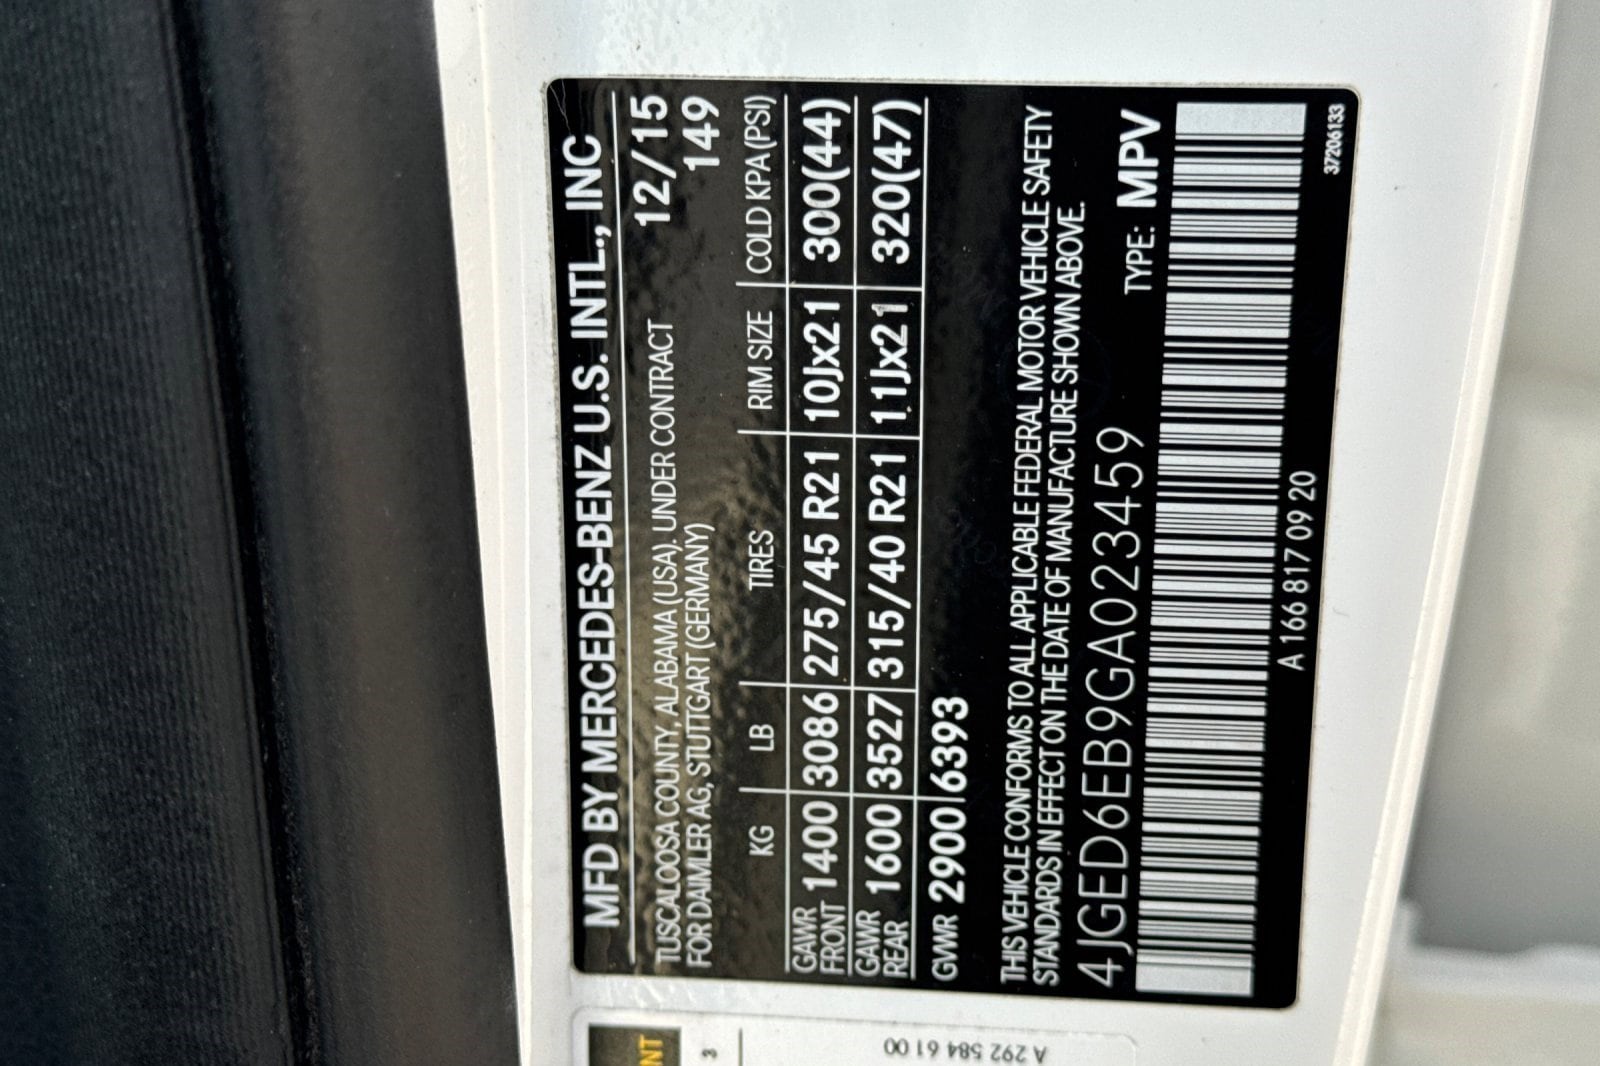 MFD BY MERCEDES-BENZ U.S. INTL., INC
TUSCALOOSA COUNTY, ALABAMA (USA). UNDER CONTRACT 12/15
FOR DAIMLER AG, STUTTGART (GERMANY) 149
KG LB TIRES RIM SIZE COLD KPA (PSI)
GAWR FRONT 1400 3086 275/45 R21 10Jx21 300(44)
GAWR REAR 1600 3527 315/40 R21 11Jx21 320(47)
GVWR 2900 6393
THIS VEHICLE CONFORMS TO ALL APPLICABLE FEDERAL MOTOR VEHICLE SAFETY
STANDARDS IN EFFECT ON THE DATE OF MANUFACTURE SHOWN ABOVE.
4JGED6EB9GA023459 TYPE: MPV
A 166 817 09 20
37206133
NT
3
A 292 584 61 00